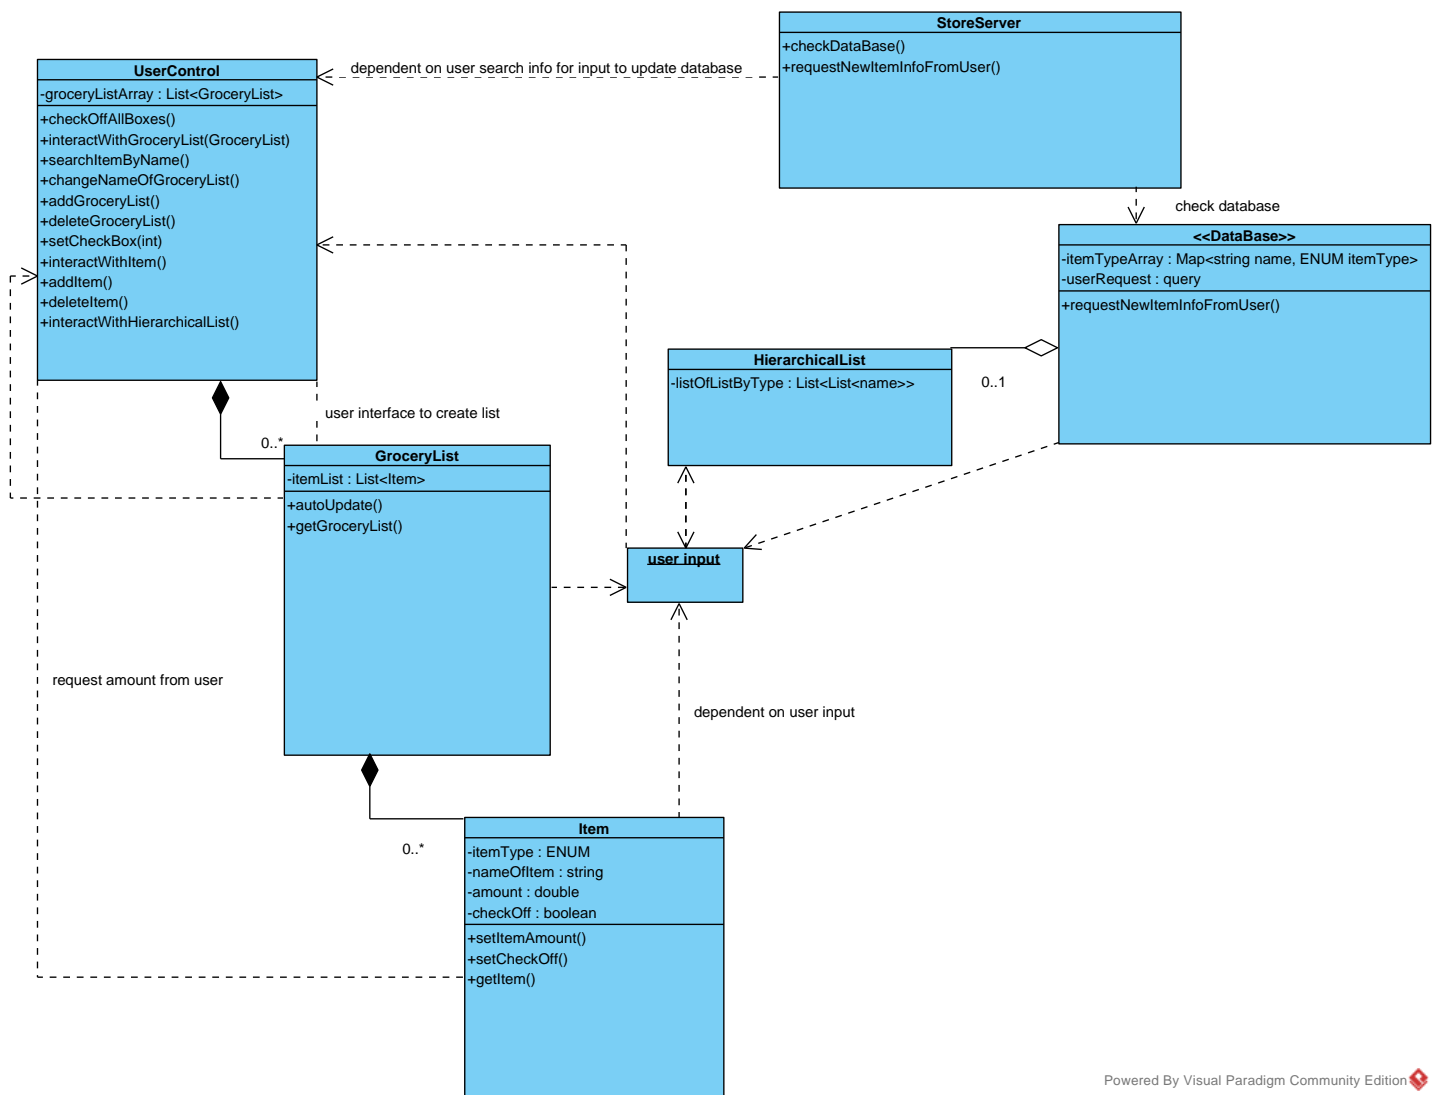 StoreServer
+checkDataBase()
+requestNewItemInfoFromUser()
dependent on user search info for input to update database
UserControl
-groceryListArray : List<GroceryList>
+checkOffAllBoxes()
+interactWithGroceryList(GroceryList)
+searchItemByName()
+changeNameOfGroceryList()
+addGroceryList()
+deleteGroceryList()
+setCheckBox(int)
+interactWithItem()
+addItem()
+deleteItem()
+interactWithHierarchicalList()
check database
<<DataBase>>
-itemTypeArray : Map<string name, ENUM itemType>
-userRequest : query
+requestNewItemInfoFromUser()
HierarchicalList
-listOfListByType : List<List<name>>
0..1
user interface to create list
0..*
GroceryList
-itemList : List<Item>
+autoUpdate()
+getGroceryList()
user input
request amount from user
dependent on user input
0..*
Item
-itemType : ENUM
-nameOfItem : string
-amount : double
-checkOff : boolean
+setItemAmount()
+setCheckOff()
+getItem()
Powered By Visual Paradigm Community Edition